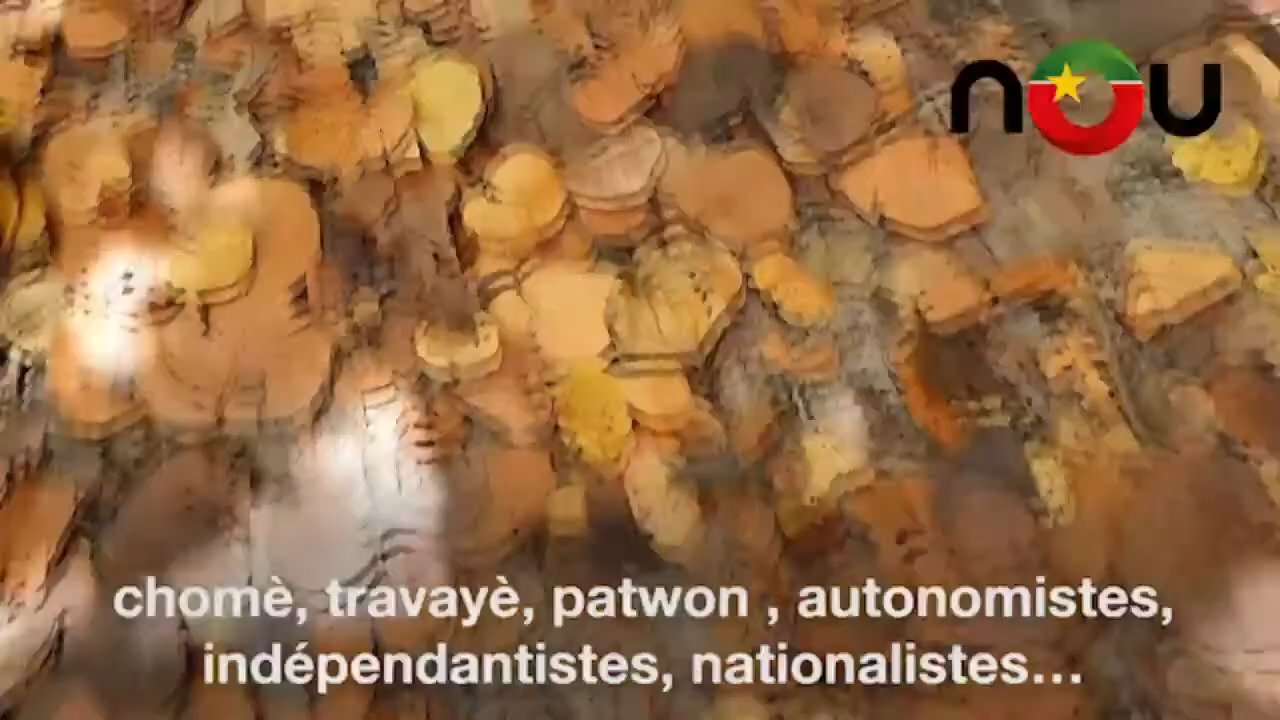 nou
chomè, travayè, patwon , autonomistes,
indépendantistes, nationalistes...